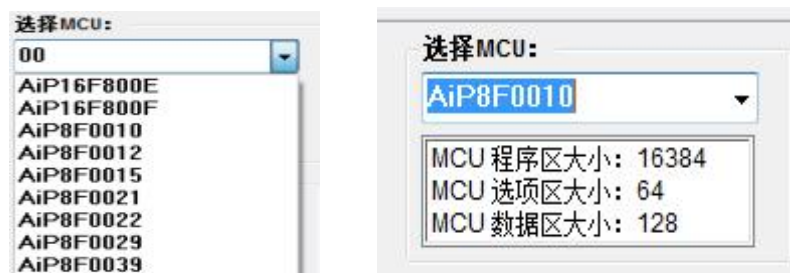 选择MCU:
00
AiP16F800E
AiP16F800F
AiP8F0010
AiP8F0012
AiP8F0015
AiP8F0021
AiP8F0022
AiP8F0029
AiP8F0039
选择MCU:
AiP8F0010
MCU 程序区大小: 16384
MCU 选项区大小: 64
MCU 数据区大小: 128